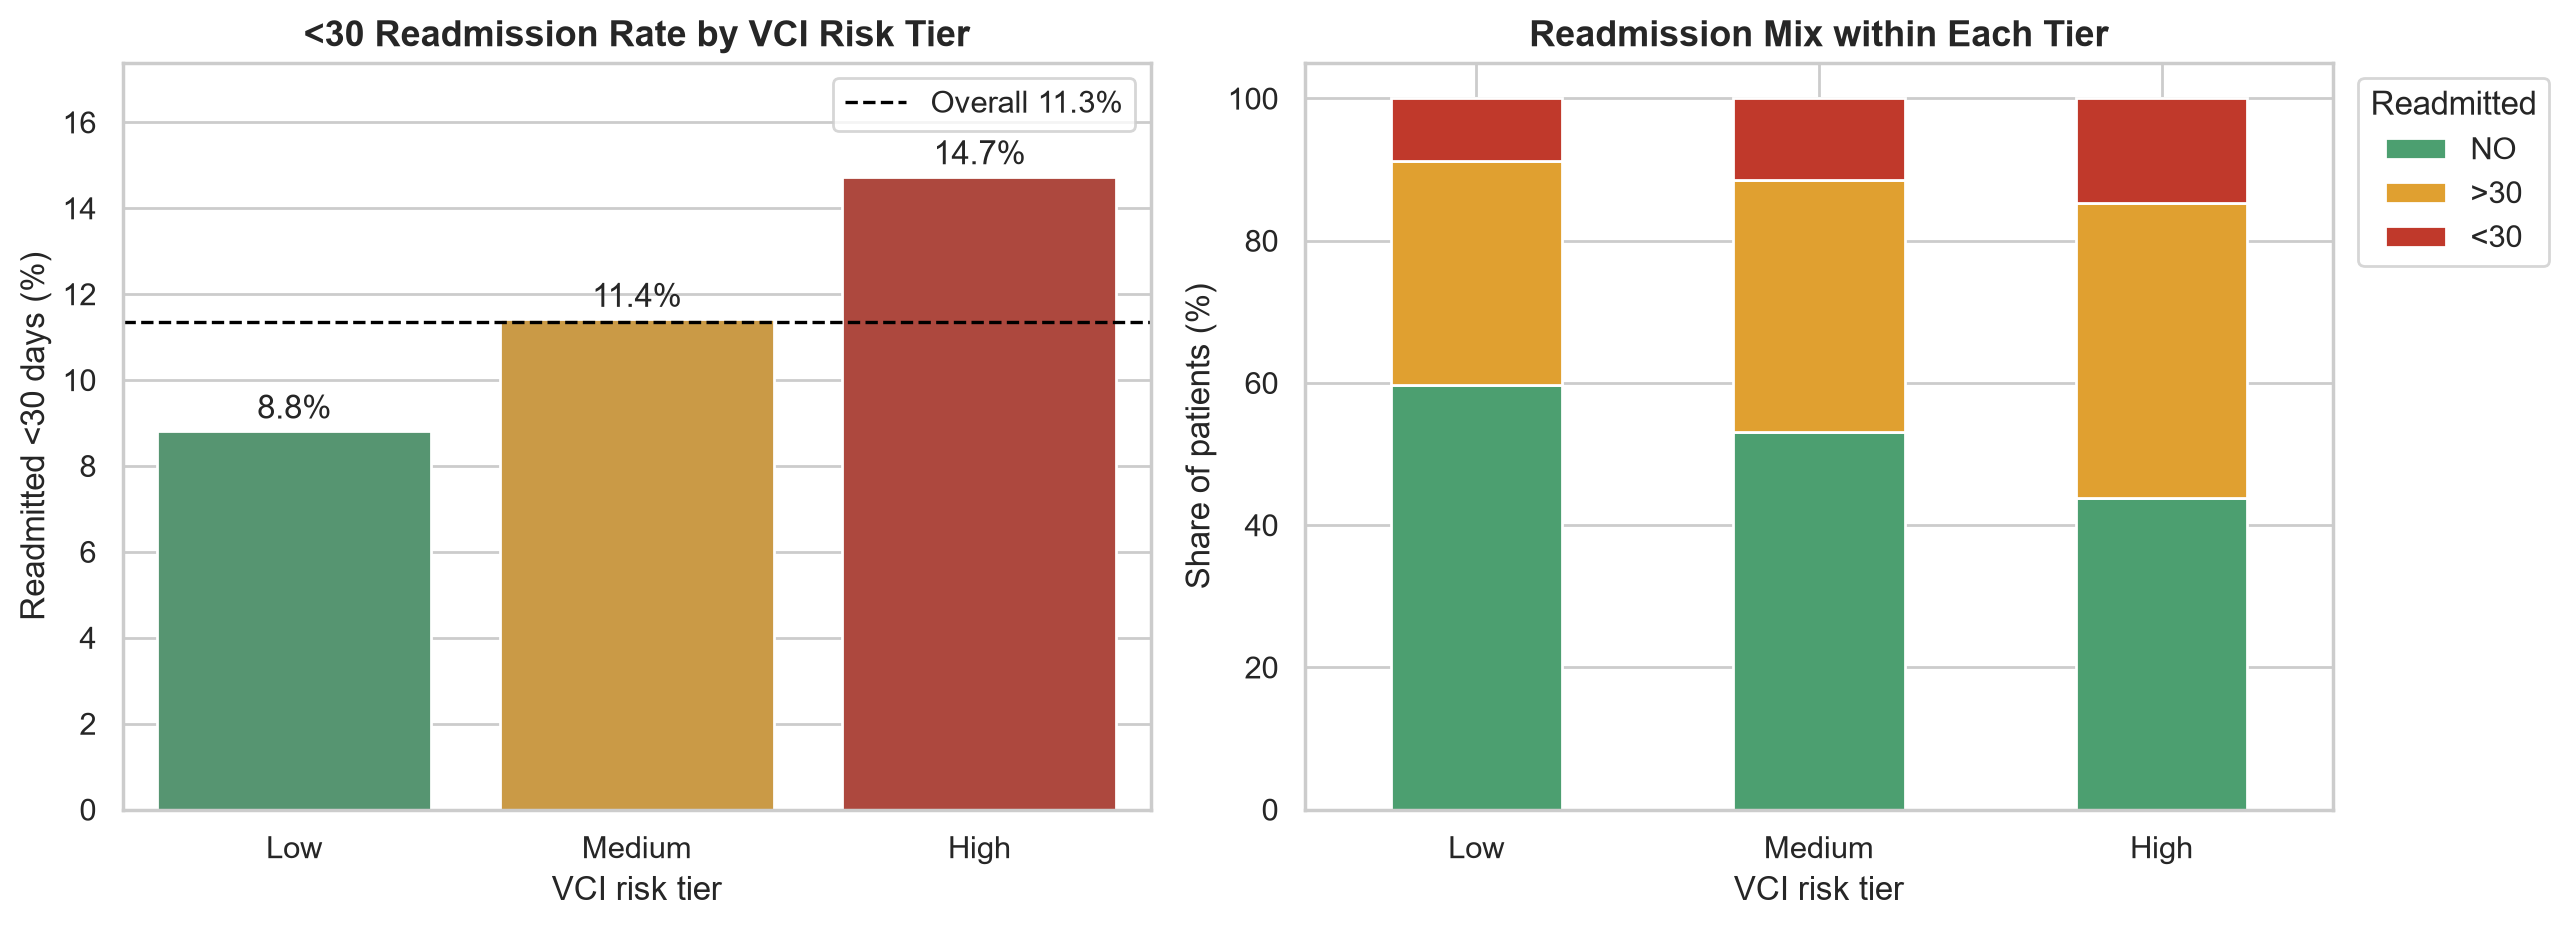 <30 Readmission Rate by VCI Risk Tier
Overall 11.3%
Readmitted <30 days (%)
16
14
12
10
8
6
4
2
0
8.8%
11.4%
14.7%
Low
Medium
High
VCI risk tier
Readmission Mix within Each Tier
Share of patients (%)
100
80
60
40
20
0
Low
Medium
High
VCI risk tier
Readmitted
NO
>30
<30